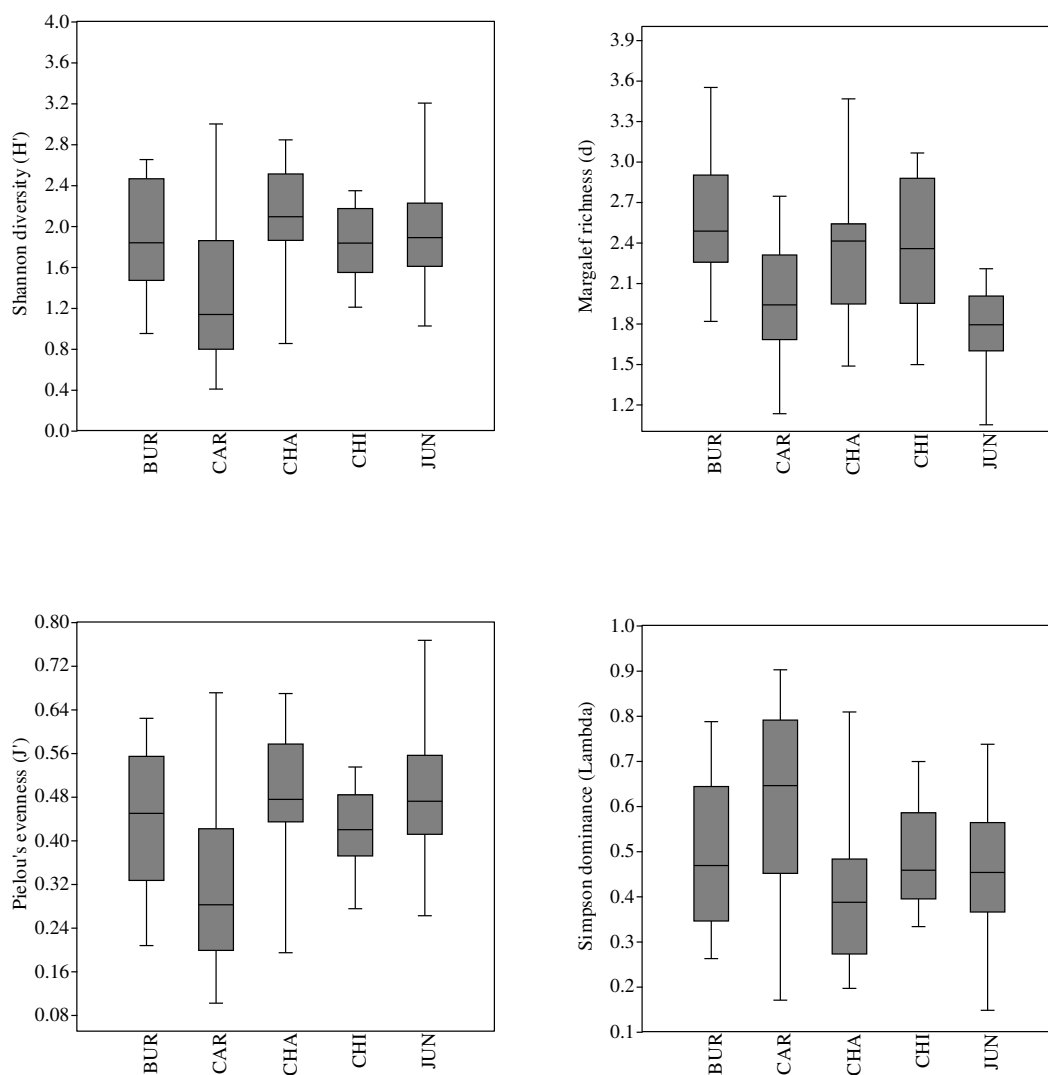 Shannon diversity (H')
4.0
3.6
3.2
2.8
2.4
2.0
1.6
1.2
0.8
0.4
0.0
BUR
CAR
CHA
CHI
JUN
Margalef richness (d)
3.9
3.6
3.3
3.0
2.7
2.4
2.1
1.8
1.5
1.2
BUR
CAR
CHA
CHI
JUN
Pielou's evenness (J')
0.80
0.72
0.64
0.56
0.48
0.40
0.32
0.24
0.16
0.08
BUR
CAR
CHA
CHI
JUN
Simpson dominance (Lambda)
1.0
0.9
0.8
0.7
0.6
0.5
0.4
0.3
0.2
0.1
BUR
CAR
CHA
CHI
JUN